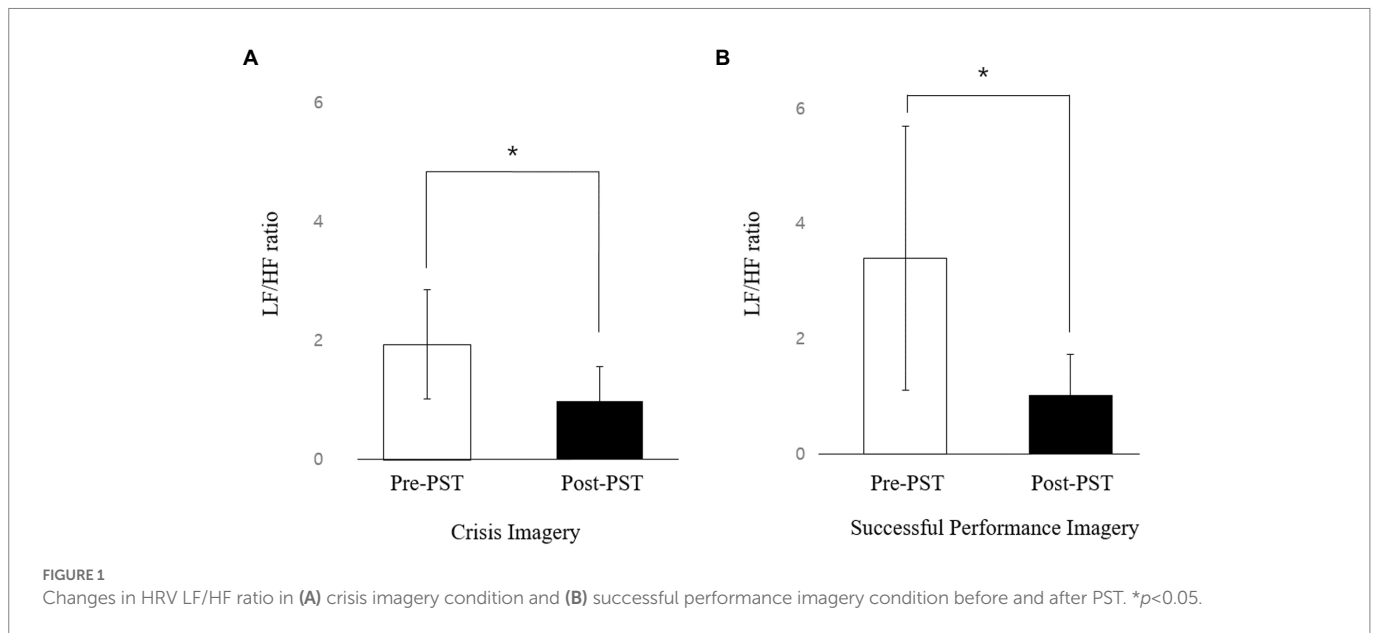 A
6
4
2
0
LF/HF ratio
*
Pre-PST Post-PST
Crisis Imagery
B
6
4
2
0
LF/HF ratio
*
Pre-PST Post-PST
Successful Performance Imagery
FIGURE 1
Changes in HRV LF/HF ratio in (A) crisis imagery condition and (B) successful performance imagery condition before and after PST. *p<0.05.